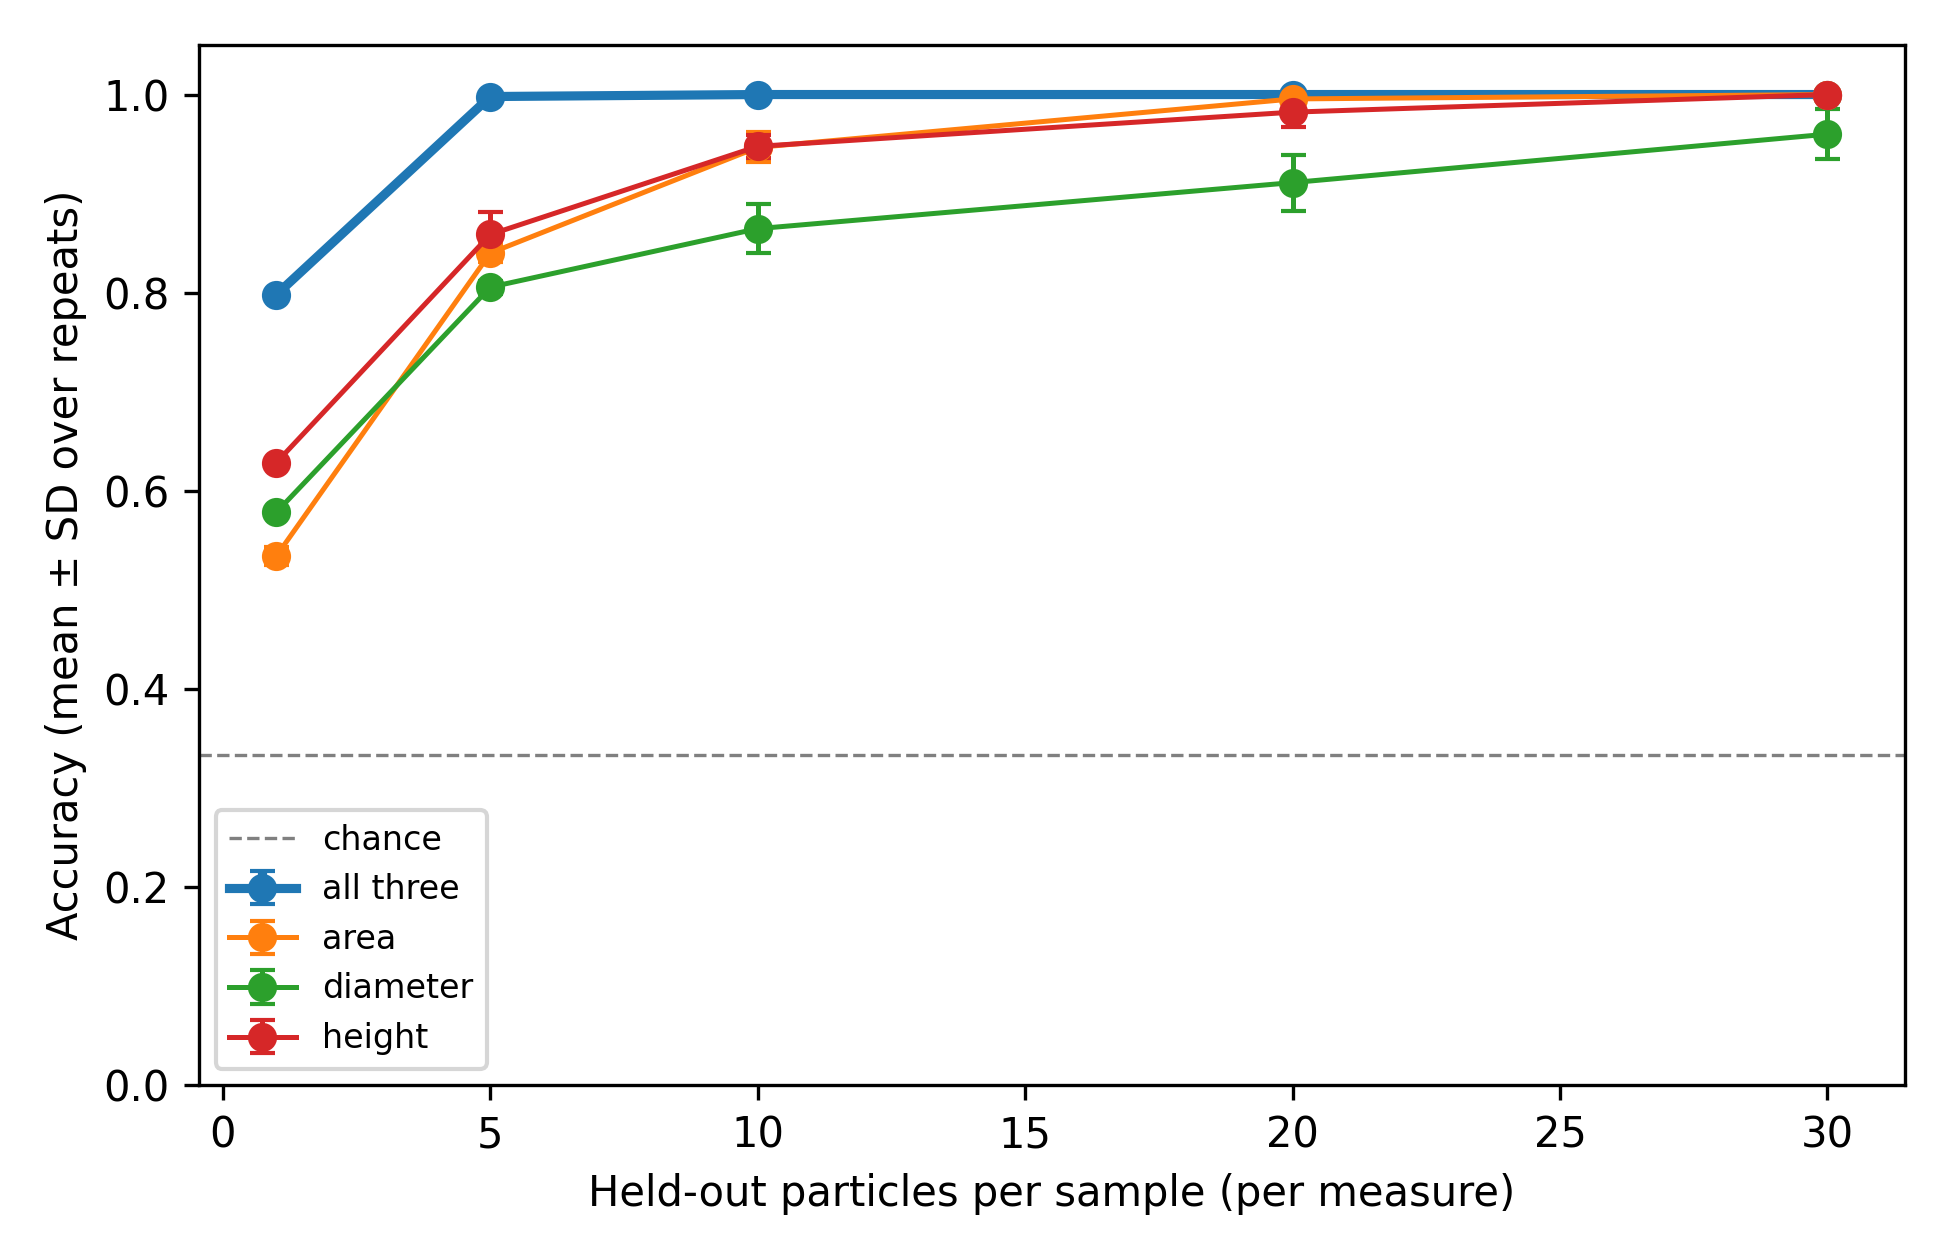 Accuracy (mean ± SD over repeats)
1.0
0.8
0.6
0.4
0.2
0.0
chance
all three
area
diameter
height
0 5 10 15 20 25 30
Held-out particles per sample (per measure)